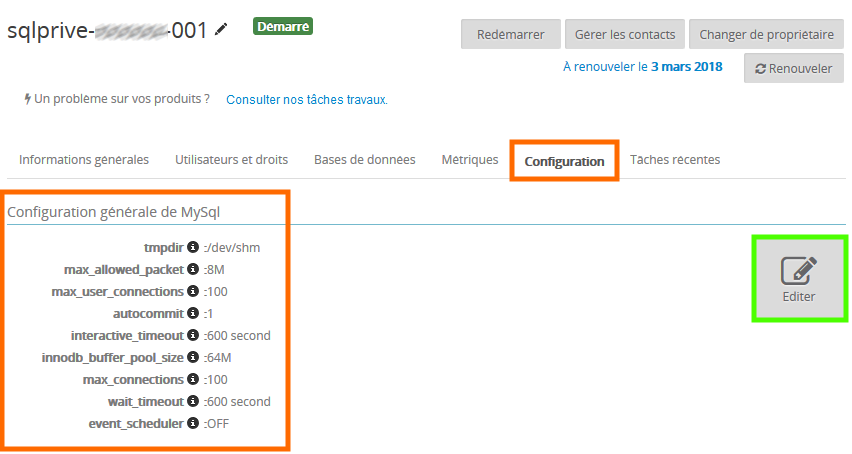 sqlprive- -001 Démarré
Redémarrer Gérer les contacts Changer de propriétaire
À renouveler le 3 mars 2018 Renouveler
Un problème sur vos produits ? Consulter nos tâches travaux.
Informations générales Utilisateurs et droits Bases de données Métriques Configuration Tâches récentes
Configuration générale de MySql
tmpdir :/dev/shm
max_allowed_packet :8M
max_user_connections :100
autocommit :1
interactive_timeout :600 second
innodb_buffer_pool_size :64M
max_connections :100
wait_timeout :600 second
event_scheduler :OFF
Editer